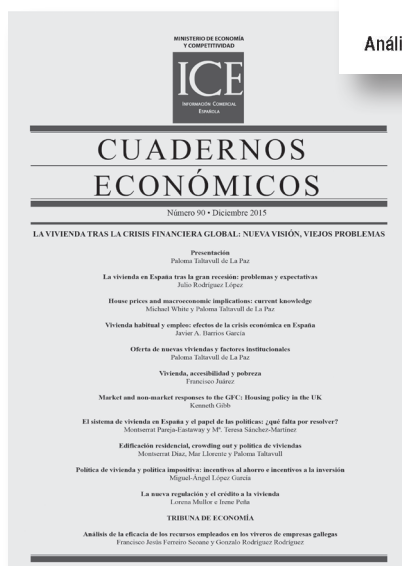 Análi
MINISTERIO DE ECONOMÍA
Y COMPETITIVIDAD
ICE
INFORMACIÓN COMERCIAL
ESPAÑOLA
CUADERNOS
ECONÓMICOS
Número 90 • Diciembre 2015
LA VIVIENDA TRAS LA CRISIS FINANCIERA GLOBAL: NUEVA VISIÓN, VIEJOS PROBLEMAS
Presentación
Paloma Taltavull de La Paz
La vivienda en España tras la gran recesión: problemas y expectativas
Julio Rodríguez López
House prices and macroeconomic implications: current knowledge
Michael White y Paloma Taltavull de La Paz
Vivienda habitual y empleo: efectos de la crisis económica en España
Javier A. Barrios García
Oferta de nuevas viviendas y factores institucionales
Paloma Taltavull de La Paz
Vivienda, accesibilidad y pobreza
Francisco Juárez
Market and non-market responses to the GFC: Housing policy in the UK
Kenneth Gibb
El sistema de vivienda en España y el papel de las políticas: ¿qué falta por resolver?
Montserrat Pareja-Eastaway y Mª. Teresa Sánchez-Martínez
Edificación residencial, crowding out y política de viviendas
Montserrat Díaz, Mar Llorente y Paloma Taltavull
Política de vivienda y política impositiva: incentivos al ahorro e incentivos a la inversión
Miguel-Ángel López García
La nueva regulación y el crédito a la vivienda
Lorena Mullor e Irene Peña
TRIBUNA DE ECONOMÍA
Análisis de la eficacia de los recursos empleados en los viveros de empresas gallegas
Francisco Jesús Ferreiro Seoane y Gonzalo Rodríguez Rodríguez